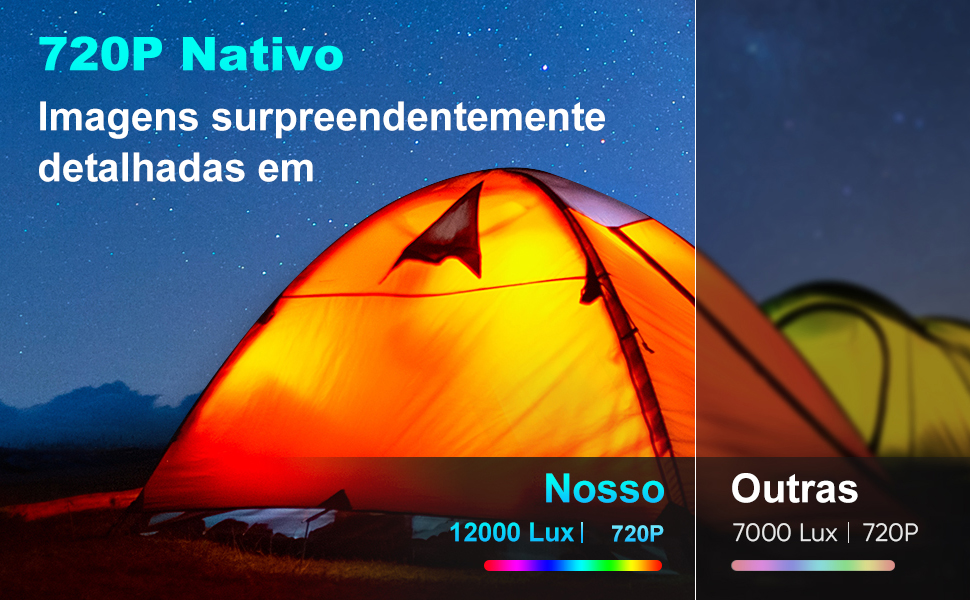 720P Nativo
Imagens surpreendentemente
detalhadas em
Nosso
12000 Lux | 720P
Outras
7000 Lux | 720P